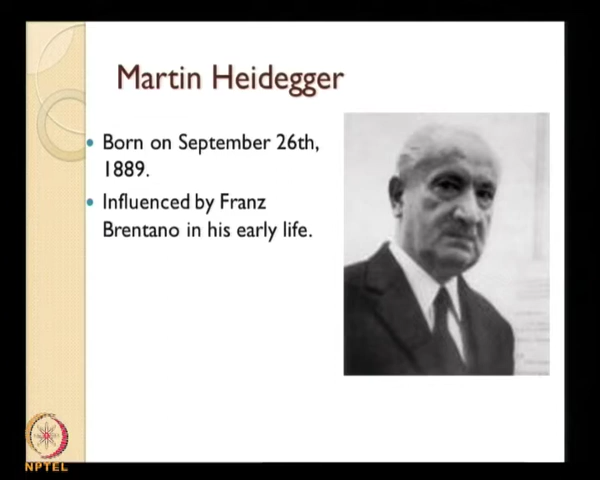 Martin Heidegger
Born on September 26th,
1889.
Influenced by Franz
Brentano in his early life.
NPTEL